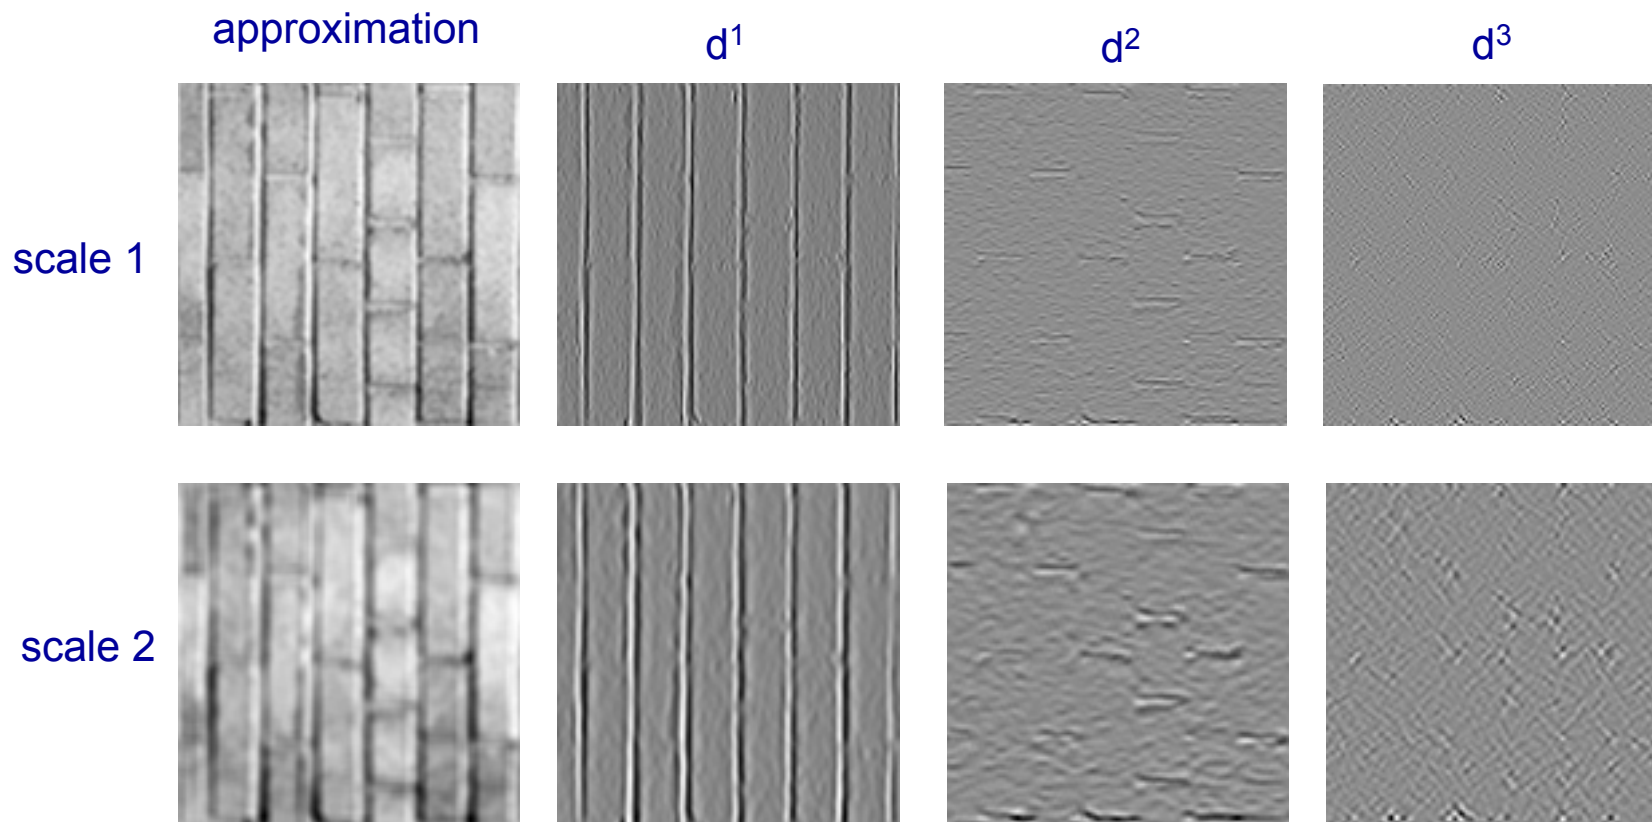 approximation
d¹
d²
d³
scale 1
scale 2